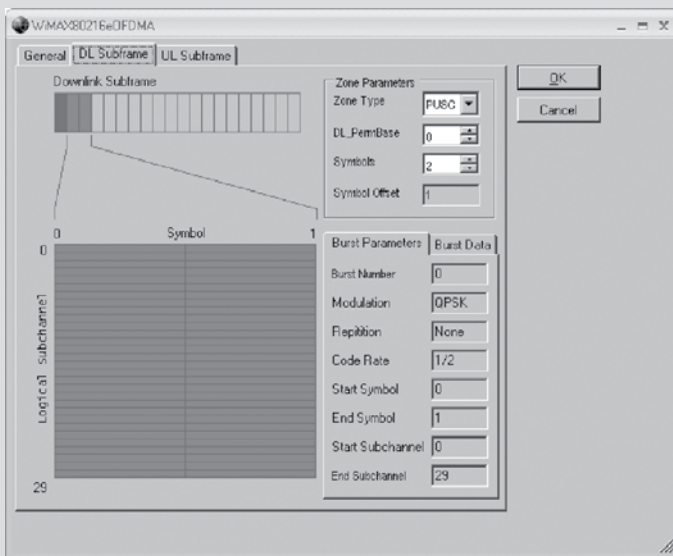 WiMAX80216eOFDMA
General DL Subframe UL Subframe
Downlink Subframe
Zone Parameters
Zone Type PUSC
DL_PermBase 0
Symbols 2
Symbol Offset 1
OK
Cancel
0 Symbol 1
0
Logical Subchannel
29
Burst Parameters Burst Data
Burst Number 0
Modulation QPSK
Repitition None
Code Rate 1/2
Start Symbol 0
End Symbol 1
Start Subchannel 0
End Subchannel 29